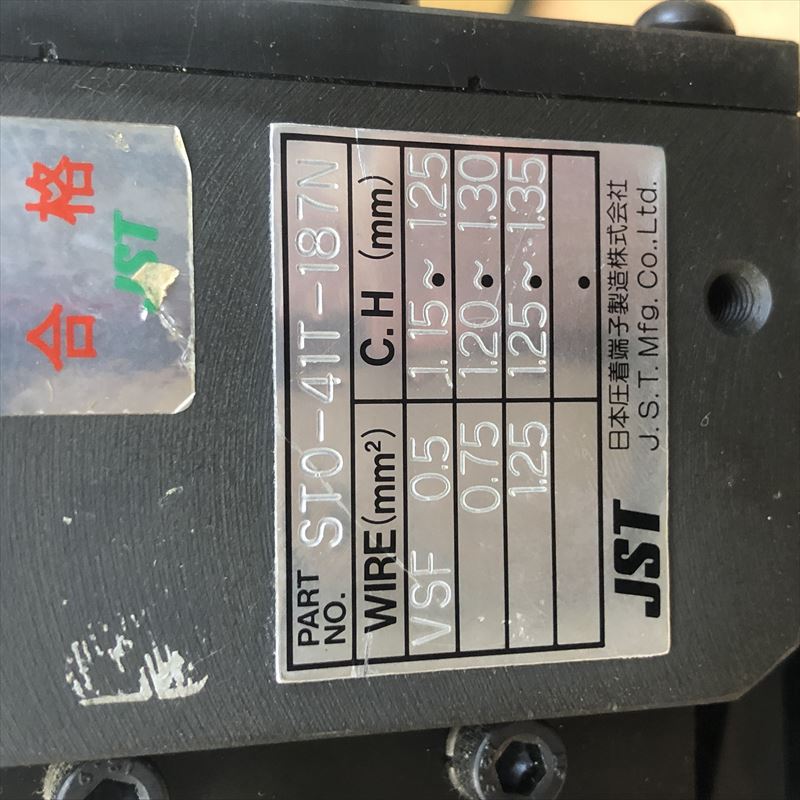 合格
JST
PART NO. STO-41T-187N
WIRE(mm²) C.H (mm)
VSF 0.5 1.15~1.25
0.75 1.20~1.30
1.25 1.25~1.35
JST 日本圧着端子製造株式会社
J.S.T. Mfg. Co.,Ltd.